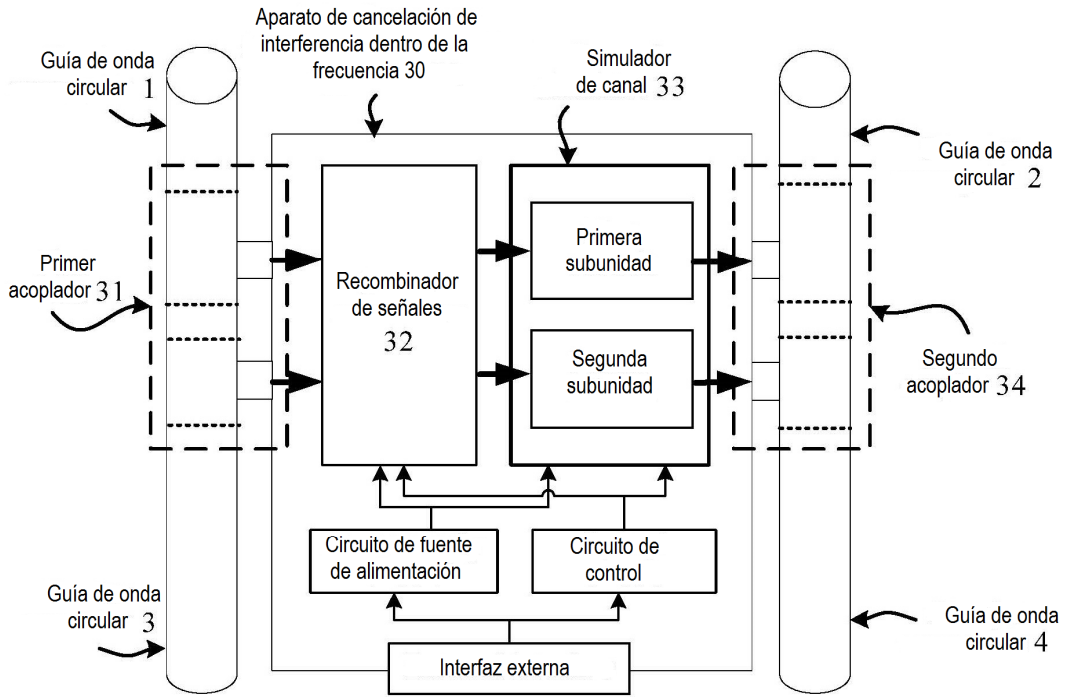 Aparato de cancelación de
interferencia dentro de la
frecuencia 30
Guía de onda
circular 1
Simulador
de canal 33
Guía de onda
circular 2
Primer
acoplador 31
Recombinador
de señales
32
Primera
subunidad
Segunda
subunidad
Segundo
acoplador 34
Circuito de fuente
de alimentación
Circuito de
control
Guía de onda
circular 3
Guía de onda
circular 4
Interfaz externa